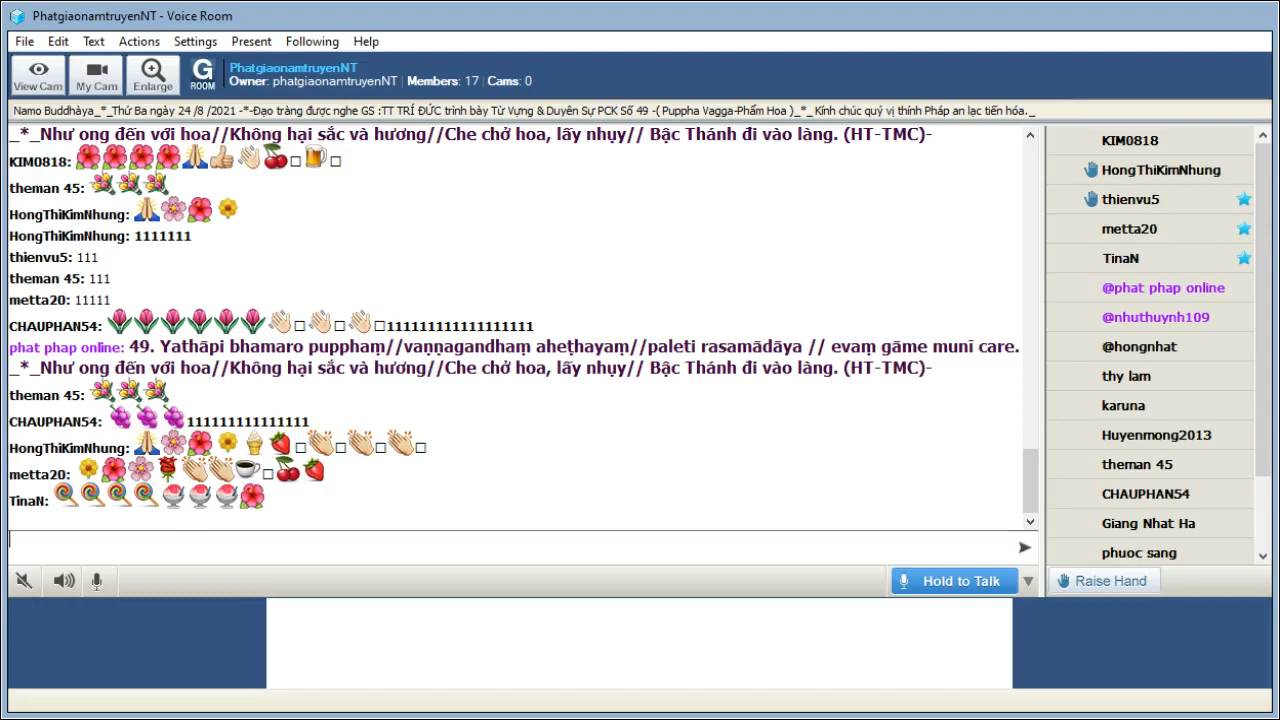 PhatgiaonamtruyenNT - Voice Room
File Edit Text Actions Settings Present Following Help
View Cam My Cam Enlarge G ROOM
PhatgiaonamtruyenNT
Owner: phatgiaonamtruyenNT Members: 17 Cams: 0
Namo Buddhàya_*_Thứ Ba ngày 24 /8 /2021 -*-Đạo tràng được nghe GS :TT TRÍ ĐỨC trình bày Từ Vựng & Duyên Sự PCK Số 49 -( Puppha Vagga-Phẩm Hoa )_*_Kính chúc quý vị thính Pháp an lạc tiến hóa._
_*_Như ong đến với hoa//Không hại sắc và hương//Che chở hoa, lấy nhụy// Bậc Thánh đi vào làng. (HT-TMC)-
KIM0818:
theman 45:
HongThiKimNhung:
HongThiKimNhung: 1111111
thienvu5: 111
theman 45: 111
metta20: 11111
CHAUPHAN54: 11111111111111111
phat phap online: 49. Yathāpi bhamaro pupphaṃ//vaṇṇagandhaṃ aheṭhayaṃ//paleti rasamādāya // evaṃ gāme munī care.
_*_Như ong đến với hoa//Không hại sắc và hương//Che chở hoa, lấy nhụy// Bậc Thánh đi vào làng. (HT-TMC)-
theman 45:
CHAUPHAN54: 11111111111111
HongThiKimNhung:
metta20:
TinaN:
Hold to Talk
KIM0818
HongThiKimNhung
thienvu5
metta20
TinaN
@phat phap online
@nhuthuynh109
@hongnhat
thy lam
karuna
Huyenmong2013
theman 45
CHAUPHAN54
Giang Nhat Ha
phuoc sang
Raise Hand